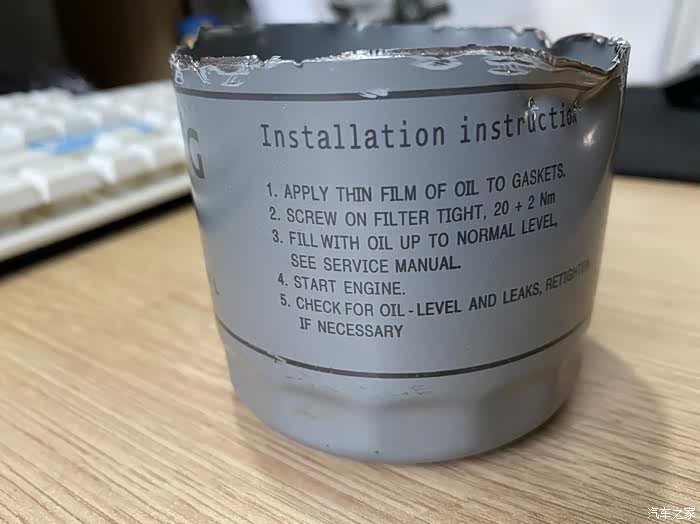 G
Installation instruction
1. APPLY THIN FILM OF OIL TO GASKETS.
2. SCREW ON FILTER TIGHT, 20 + 2 Nm
3. FILL WITH OIL UP TO NORMAL LEVEL,
SEE SERVICE MANUAL.
4. START ENGINE.
5. CHECK FOR OIL-LEVEL AND LEAKS, RETIGHTEN
IF NECESSARY
L
汽车之家